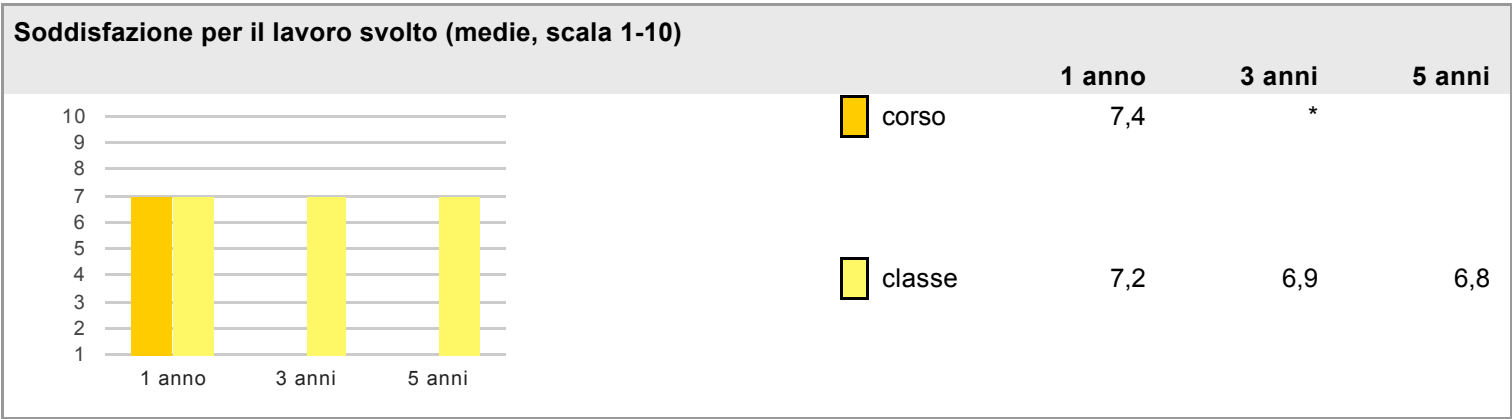 Soddisfazione per il lavoro svolto (medie, scala 1-10)
1 anno 3 anni 5 anni
corso 7,4 *
classe 7,2 6,9 6,8
10
9
8
7
6
5
4
3
2
1
1 anno 3 anni 5 anni